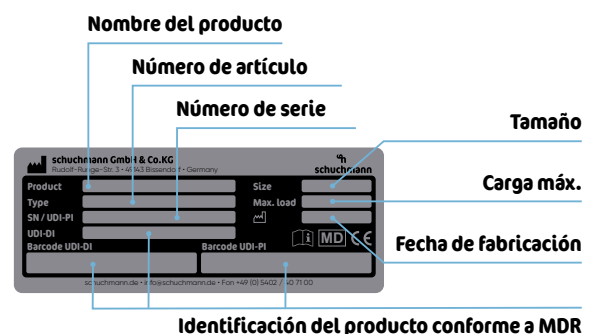 Nombre del producto
Número de artículo
Número de serie
Tamaño
Carga máx.
Fecha de fabricación
schuchmann GmbH & Co.KG
Rudolf-Runge-Str. 3 • 49143 Bissendorf • Germany
schuchmann
Product
Size
Type
Max. load
SN / UDI-PI
UDI-DI
MD CE
Barcode UDI-DI
Barcode UDI-PI
schuchmann.de • info@schuchmann.de • Fon +49 (0) 5402 / 40 71 00
Identificación del producto conforme a MDR